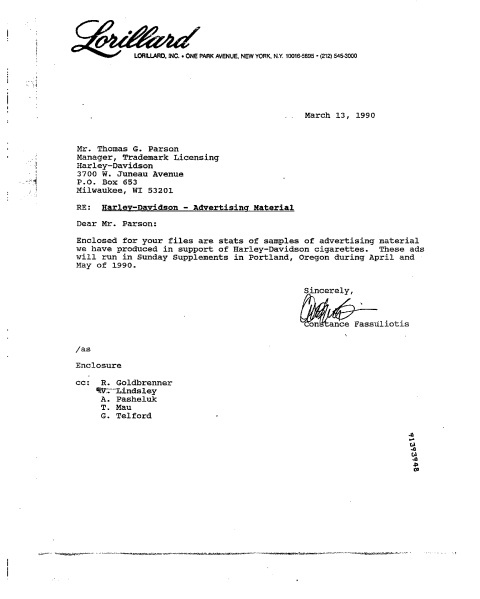 Lorillard
LORILLARD, INC. • ONE PARK AVENUE, NEW YORK, N.Y. 10016-5895 • (212) 545-3000
March 13, 1990
Mr. Thomas G. Parson
Manager, Trademark Licensing
Harley-Davidson
3700 W. Juneau Avenue
P.O. Box 653
Milwaukee, WI 53201
RE: Harley-Davidson - Advertising Material
Dear Mr. Parson:
Enclosed for your files are stats of samples of advertising material
we have produced in support of Harley-Davidson cigarettes. These ads
will run in Sunday Supplements in Portland, Oregon during April and
May of 1990.
Sincerely,
Constance Fassuliotis
/as
Enclosure
cc: R. Goldbrenner
V. Lindsley
A. Pasheluk
T. Mau
G. Telford
91393948